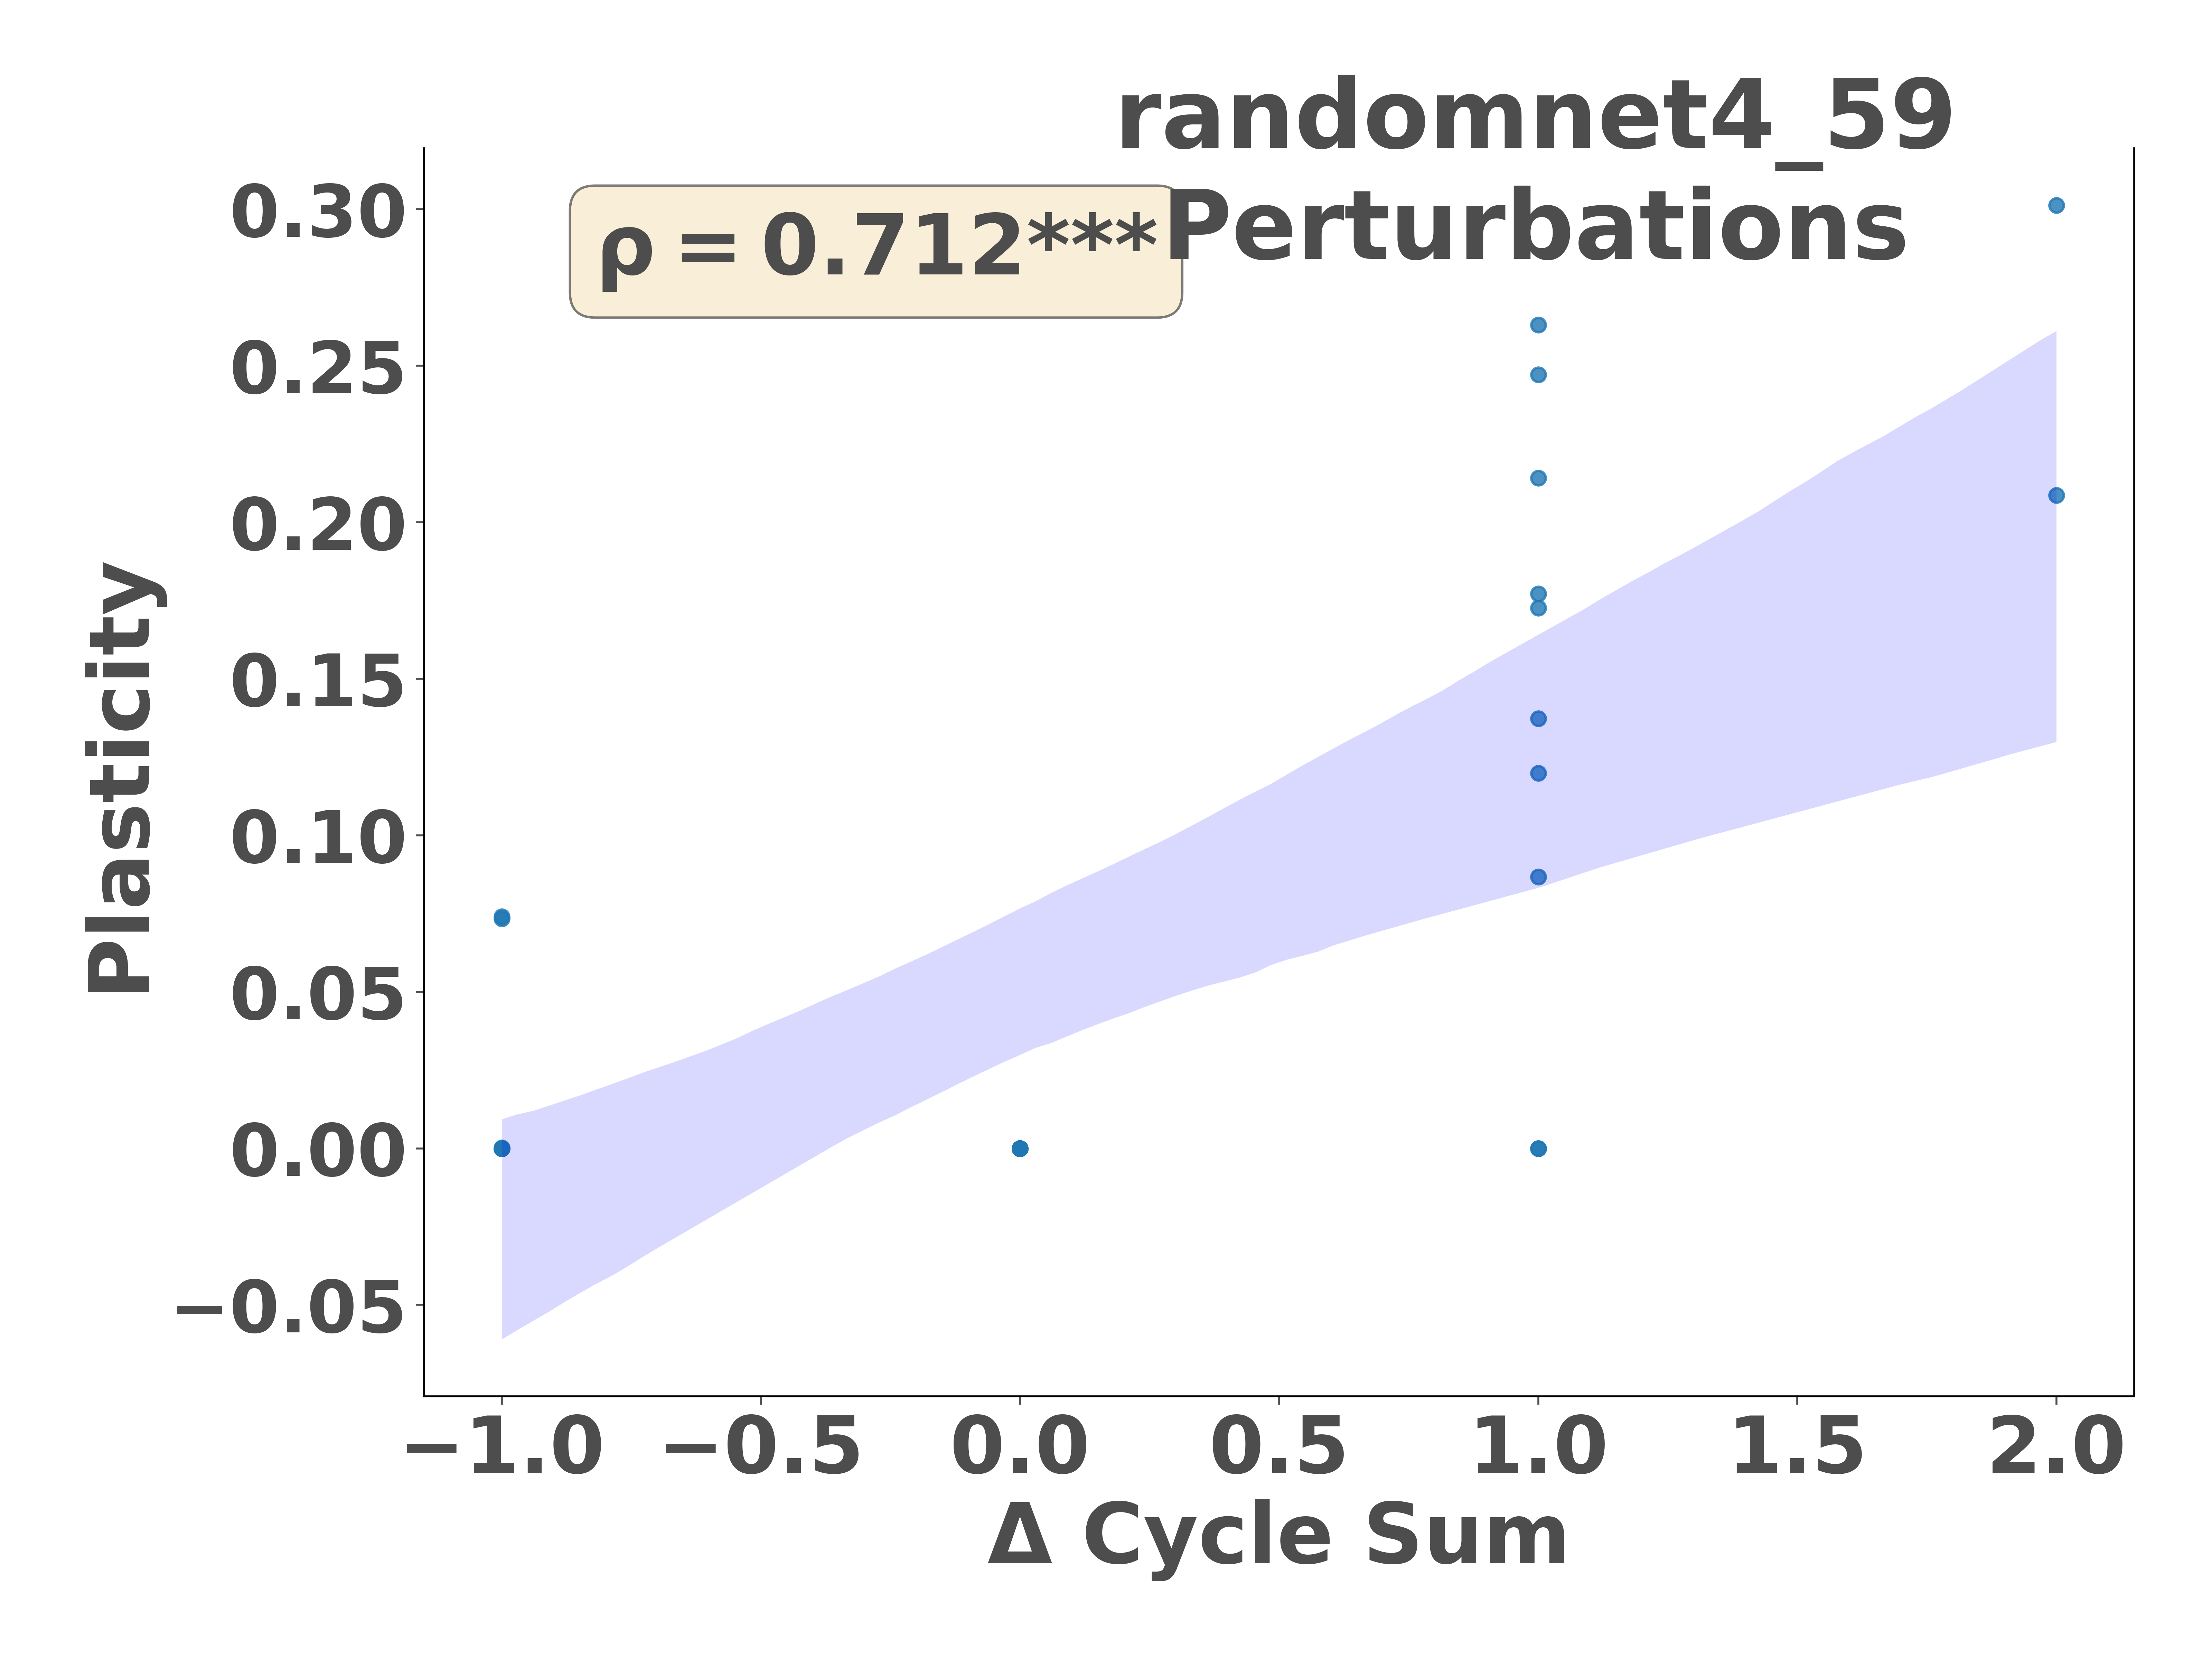 randomnet4_59
Perturbations
ρ = 0.712***
0.30
0.25
0.20
0.15
0.10
0.05
0.00
−0.05
Plasticity
−1.0 −0.5 0.0 0.5 1.0 1.5 2.0
Δ Cycle Sum